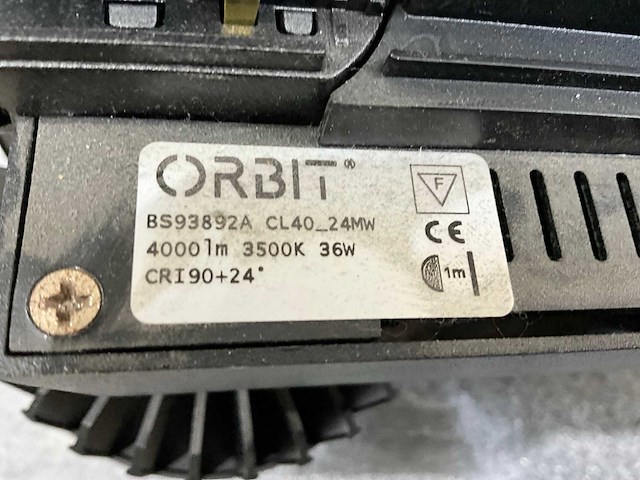 ORBIT®
BS93892A CL40_24MW
4000lm 3500K 36W
CRI90+24°
F
CE
1m